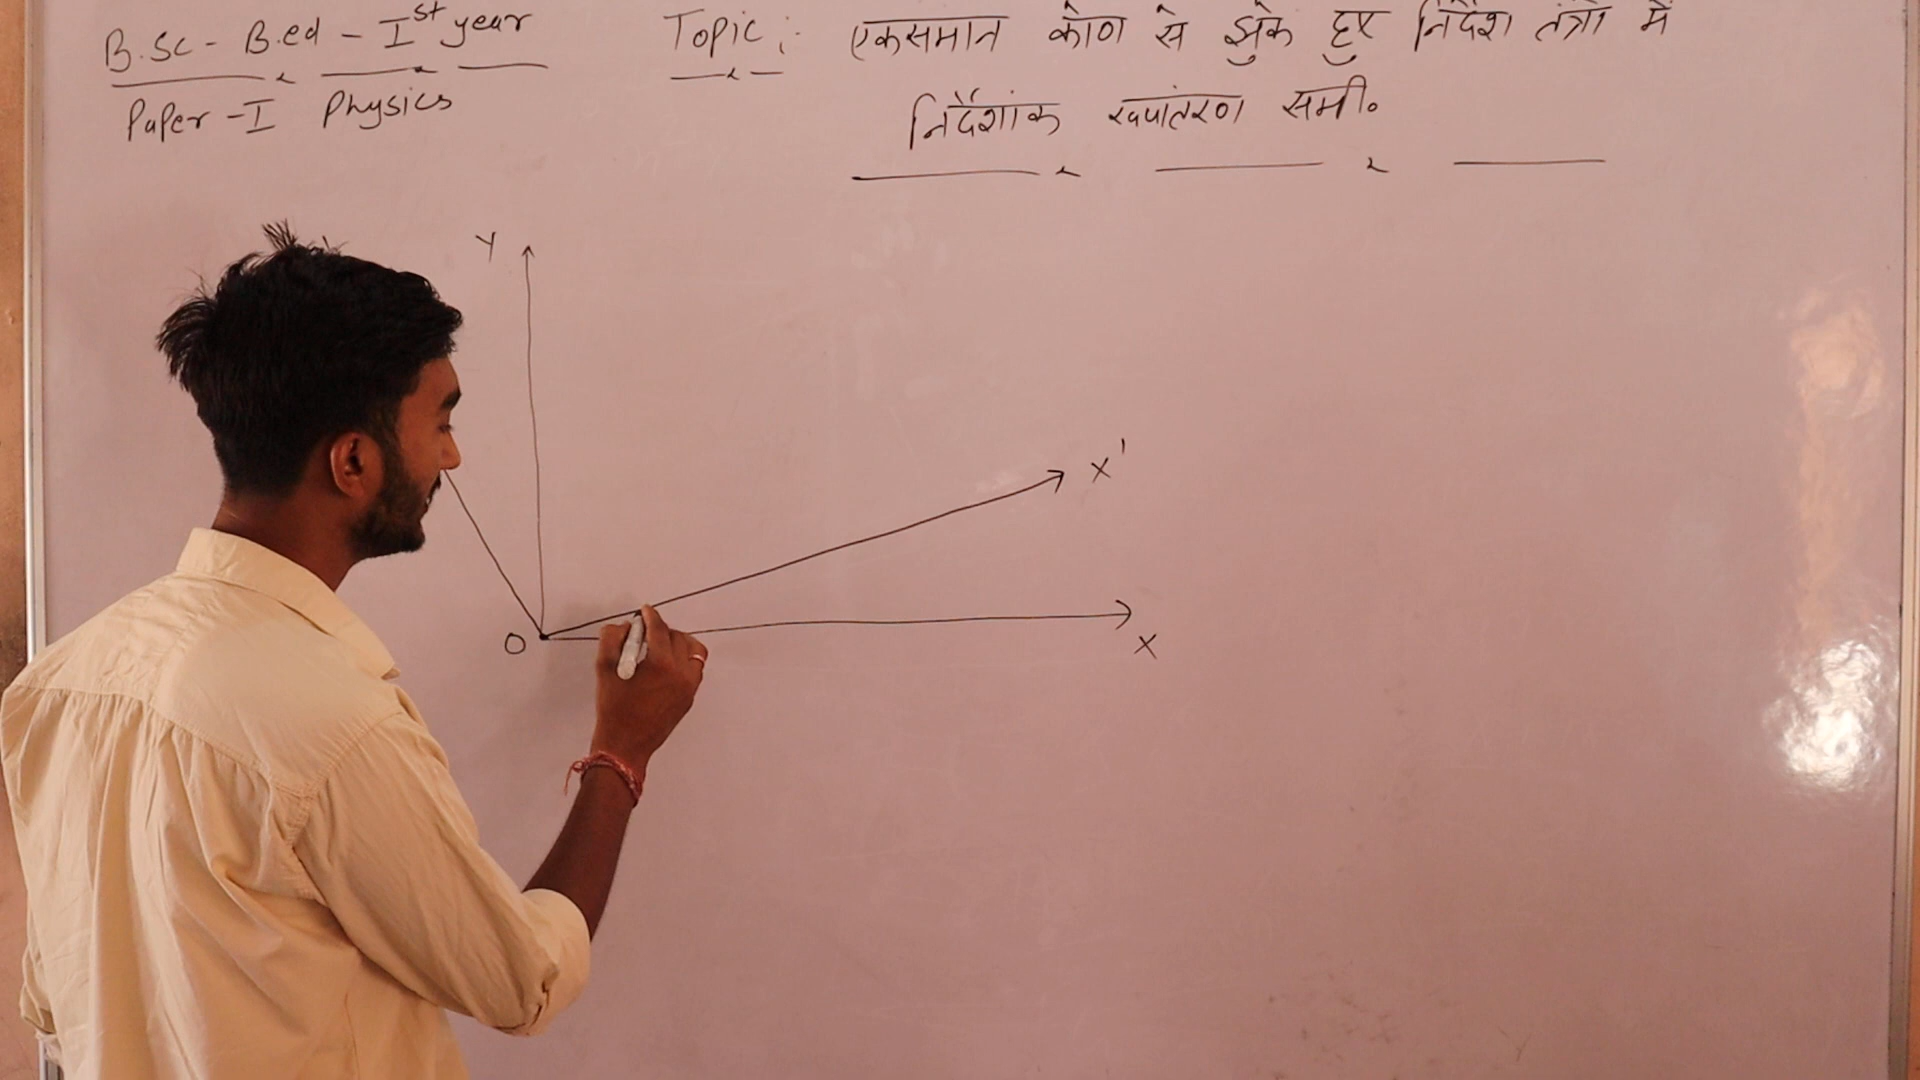 B.Sc - B.ed - Ist year
Paper - I Physics
Topic :- एकसमान कोण से झुके हुए निर्देश तंत्रो में
निर्देशांक रूपांतरण समी०
Y
X'
O
X